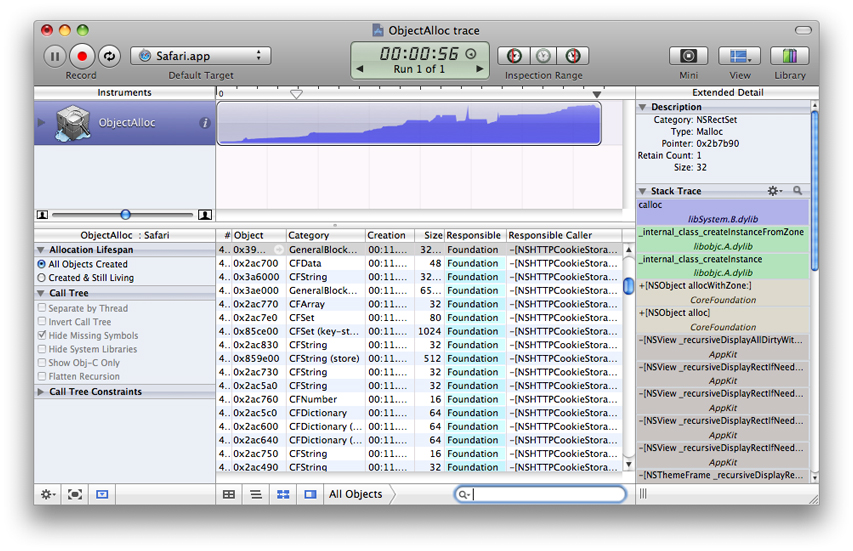 ObjectAlloc trace
Safari.app
00:00:56
Run 1 of 1
Record
Default Target
Inspection Range
Mini
View
Library
Instruments
0
Extended Detail
ObjectAlloc
Description
Category: NSRectSet
Type: Malloc
Pointer: 0x2b7b90
Retain Count: 1
Size: 32
Stack Trace
calloc
libSystem.B.dylib
_internal_class_createInstanceFromZone
libobjc.A.dylib
_internal_class_createInstance
libobjc.A.dylib
+[NSObject allocWithZone:]
CoreFoundation
+[NSObject alloc]
CoreFoundation
-[NSView _recursiveDisplayAllDirtyWit...
AppKit
-[NSView _recursiveDisplayRectIfNeed...
AppKit
-[NSView _recursiveDisplayRectIfNeed...
AppKit
-[NSView _recursiveDisplayRectIfNeed...
AppKit
-[NSView _recursiveDisplayRectIfNeed...
AppKit
-[NSThemeFrame _recursiveDisplayRe...
ObjectAlloc : Safari
Allocation Lifespan
All Objects Created
Created & Still Living
Call Tree
Separate by Thread
Invert Call Tree
Hide Missing Symbols
Hide System Libraries
Show Obj-C Only
Flatten Recursion
Call Tree Constraints
# Object Category Creation Size Responsible Responsible Caller
4.. 0x39... GeneralBlock... 00:11.... 32... Foundation -[NSHTTPCookieStora...
4.. 0x2ac700 CFData 00:11.... 48 Foundation -[NSHTTPCookieStora...
4.. 0x3a6000 CFString 00:11.... 32... Foundation -[NSHTTPCookieStora...
4.. 0x3ae000 GeneralBlock... 00:11.... 65... Foundation -[NSHTTPCookieStora...
4.. 0x2ac770 CFArray 00:11.... 32 Foundation -[NSHTTPCookieStora...
4.. 0x2ac7e0 CFSet 00:11.... 80 Foundation -[NSHTTPCookieStora...
4.. 0x85ce00 CFSet (key-st... 00:11.... 1024 Foundation -[NSHTTPCookieStora...
4.. 0x2ac830 CFString 00:11.... 32 Foundation -[NSHTTPCookieStora...
4.. 0x859e00 CFString (store) 00:11.... 512 Foundation -[NSHTTPCookieStora...
4.. 0x2ac730 CFString 00:11.... 32 Foundation -[NSHTTPCookieStora...
4.. 0x2ac5a0 CFString 00:11.... 32 Foundation -[NSHTTPCookieStora...
4.. 0x2ac760 CFNumber 00:11.... 16 Foundation -[NSHTTPCookieStora...
4.. 0x2ac5c0 CFDictionary 00:11.... 64 Foundation -[NSHTTPCookieStora...
4.. 0x2ac600 CFDictionary (... 00:11.... 64 Foundation -[NSHTTPCookieStora...
4.. 0x2ac640 CFDictionary (... 00:11.... 64 Foundation -[NSHTTPCookieStora...
4.. 0x2ac750 CFString 00:11.... 16 Foundation -[NSHTTPCookieStora...
4.. 0x2ac490 CFString 00:11.... 32 Foundation -[NSHTTPCookieStora...
All Objects